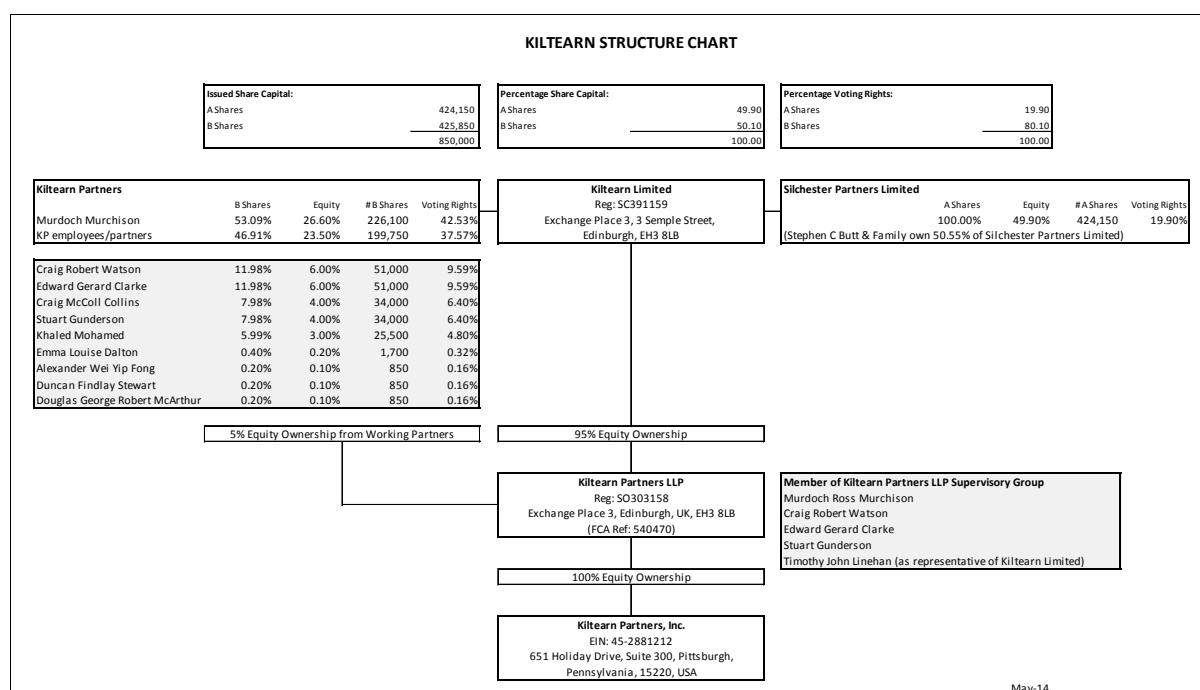 KILTEARN STRUCTURE CHART
Issued Share Capital:
A Shares 424,150
B Shares 425,850
850,000
Percentage Share Capital:
A Shares 49.90
B Shares 50.10
100.00
Percentage Voting Rights:
A Shares 19.90
B Shares 80.10
100.00
Kiltearn Partners
B Shares Equity # B Shares Voting Rights
Murdoch Murchison 53.09% 26.60% 226,100 42.53%
KP employees/partners 46.91% 23.50% 199,750 37.57%
Kiltearn Limited
Reg: SC391159
Exchange Place 3, 3 Semple Street,
Edinburgh, EH3 8LB
Silchester Partners Limited
A Shares Equity # A Shares Voting Rights
100.00% 49.90% 424,150 19.90%
(Stephen C Butt & Family own 50.55% of Silchester Partners Limited)
Craig Robert Watson 11.98% 6.00% 51,000 9.59%
Edward Gerard Clarke 11.98% 6.00% 51,000 9.59%
Craig McColl Collins 7.98% 4.00% 34,000 6.40%
Stuart Gunderson 7.98% 4.00% 34,000 6.40%
Khaled Mohamed 5.99% 3.00% 25,500 4.80%
Emma Louise Dalton 0.40% 0.20% 1,700 0.32%
Alexander Wei Yip Fong 0.20% 0.10% 850 0.16%
Duncan Findlay Stewart 0.20% 0.10% 850 0.16%
Douglas George Robert McArthur 0.20% 0.10% 850 0.16%
5% Equity Ownership from Working Partners
95% Equity Ownership
Kiltearn Partners LLP
Reg: SO303158
Exchange Place 3, Edinburgh, UK, EH3 8LB
(FCA Ref: 540470)
Member of Kiltearn Partners LLP Supervisory Group
Murdoch Ross Murchison
Craig Robert Watson
Edward Gerard Clarke
Stuart Gunderson
Timothy John Linehan (as representative of Kiltearn Limited)
100% Equity Ownership
Kiltearn Partners, Inc.
EIN: 45-2881212
651 Holiday Drive, Suite 300, Pittsburgh,
Pennsylvania, 15220, USA
May-14